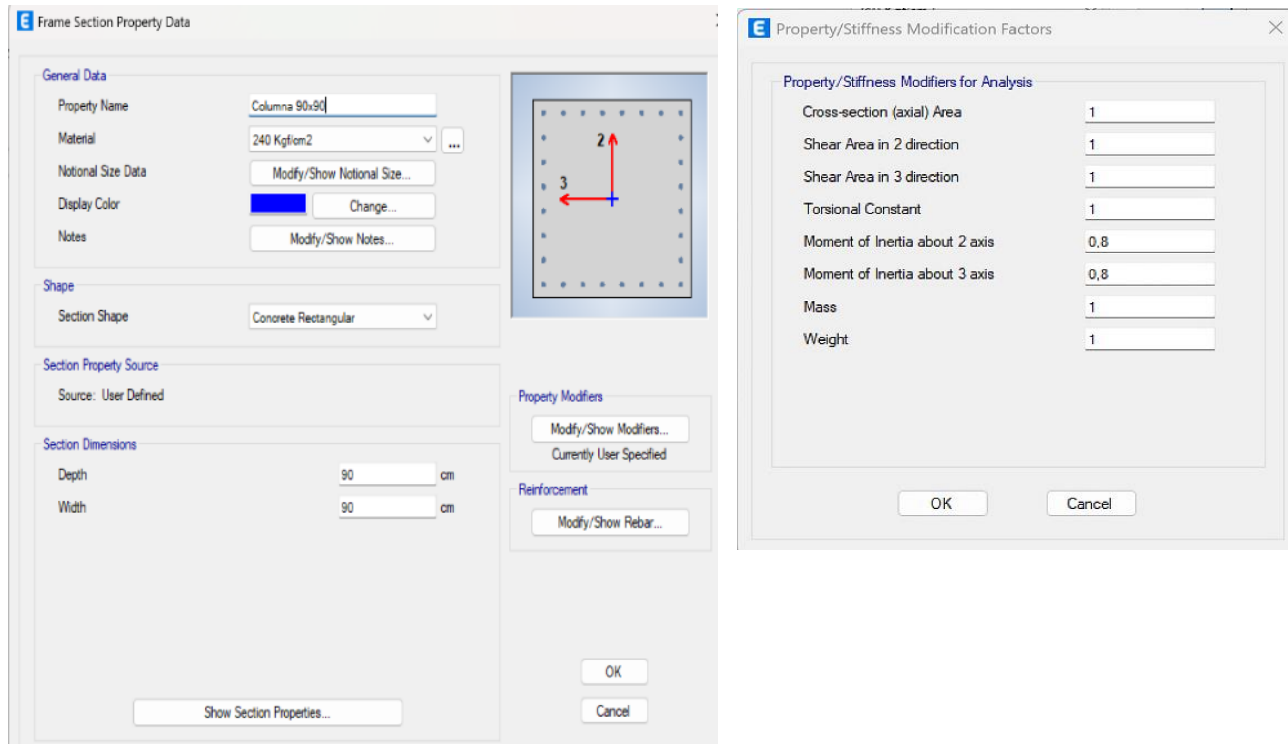 Frame Section Property Data
General Data
Property Name Columna 90x90
Material 240 Kgf/cm2 ...
Notional Size Data Modify/Show Notional Size...
Display Color Change...
Notes Modify/Show Notes...
2
3
Shape
Section Shape Concrete Rectangular
Section Property Source
Source: User Defined
Section Dimensions
Depth 90 cm
Width 90 cm
Show Section Properties...
Property Modifiers
Modify/Show Modifiers...
Currently User Specified
Reinforcement
Modify/Show Rebar...
OK
Cancel
E Property/Stiffness Modification Factors
Property/Stiffness Modifiers for Analysis
Cross-section (axial) Area 1
Shear Area in 2 direction 1
Shear Area in 3 direction 1
Torsional Constant 1
Moment of Inertia about 2 axis 0,8
Moment of Inertia about 3 axis 0,8
Mass 1
Weight 1
OK Cancel